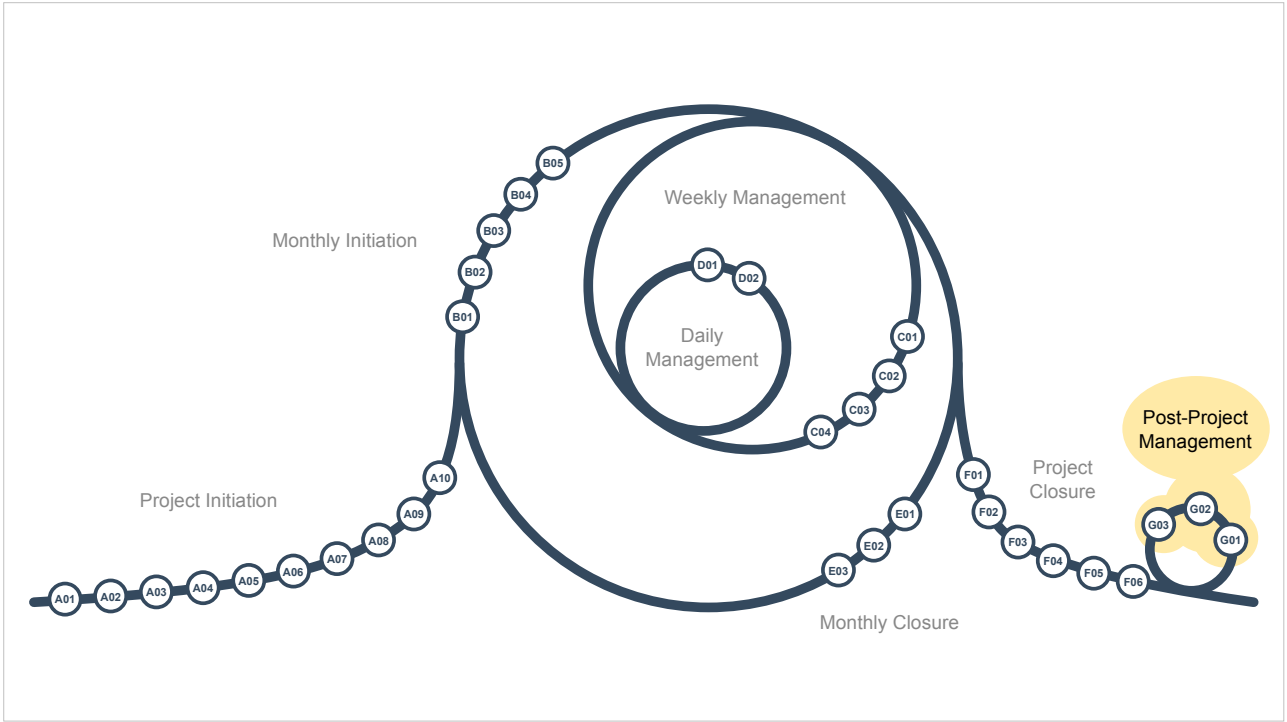 Project Initiation
A01
A02
A03
A04
A05
A06
A07
A08
A09
A10
Monthly Initiation
B01
B02
B03
B04
B05
Weekly Management
C01
C02
C03
C04
Daily
Management
D01
D02
Monthly Closure
E01
E02
E03
Project
Closure
F01
F02
F03
F04
F05
F06
Post-Project
Management
G01
G02
G03